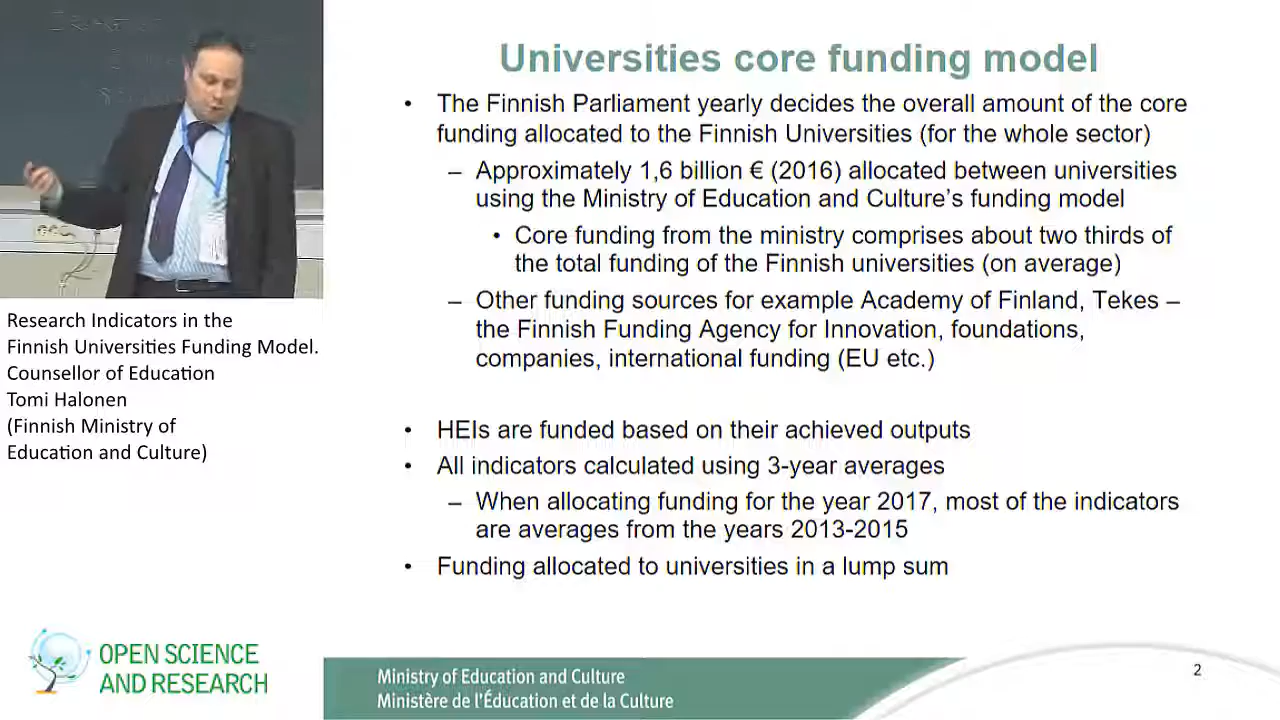 Universities core funding model
• The Finnish Parliament yearly decides the overall amount of the core
funding allocated to the Finnish Universities (for the whole sector)
– Approximately 1,6 billion € (2016) allocated between universities
using the Ministry of Education and Culture's funding model
• Core funding from the ministry comprises about two thirds of
the total funding of the Finnish universities (on average)
– Other funding sources for example Academy of Finland, Tekes –
the Finnish Funding Agency for Innovation, foundations,
companies, international funding (EU etc.)
• HEIs are funded based on their achieved outputs
• All indicators calculated using 3-year averages
– When allocating funding for the year 2017, most of the indicators
are averages from the years 2013-2015
• Funding allocated to universities in a lump sum
Research Indicators in the
Finnish Universities Funding Model.
Counsellor of Education
Tomi Halonen
(Finnish Ministry of
Education and Culture)
OPEN SCIENCE
AND RESEARCH
Ministry of Education and Culture
Ministère de l'Éducation et de la Culture
2